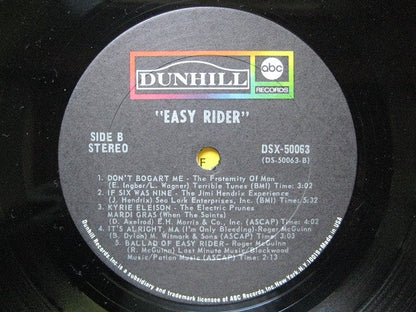 DUNHILL
abc
RECORDS
"EASY RIDER"
SIDE B
STEREO
DSX-50063
(DS-50063-B)
F
1. DON'T BOGART ME - The Fraternity Of Man
(E. Ingber/L. Wagner) Terrible Tunes (BMI) Time: 3:02
2. IF SIX WAS NINE - The Jimi Hendrix Experience
(J. Hendrix) Sea Lark Enterprises, Inc. (BMI) Time: 5:32
3. KYRIE ELEISON - The Electric Prunes
MARDI GRAS (When The Saints)
(D. Axelrod) E.H. Morris & Co., Inc. (ASCAP) Time: 4:00
4. IT'S ALRIGHT, MA (I'm Only Bleeding)-Roger McGuinn
(B. Dylan) M. Witmark & Sons (ASCAP) Time: 3:39
5. BALLAD OF EASY RIDER - Roger McGuinn
(R. McGuinn) Last Minute Music/Blackwood
Music/Patian Music (ASCAP) Time: 2:13
Dunhill Records, Inc. is a subsidiary and trademark licensee of ABC Records, Inc. New York, N.Y. 10019 • Made in USA